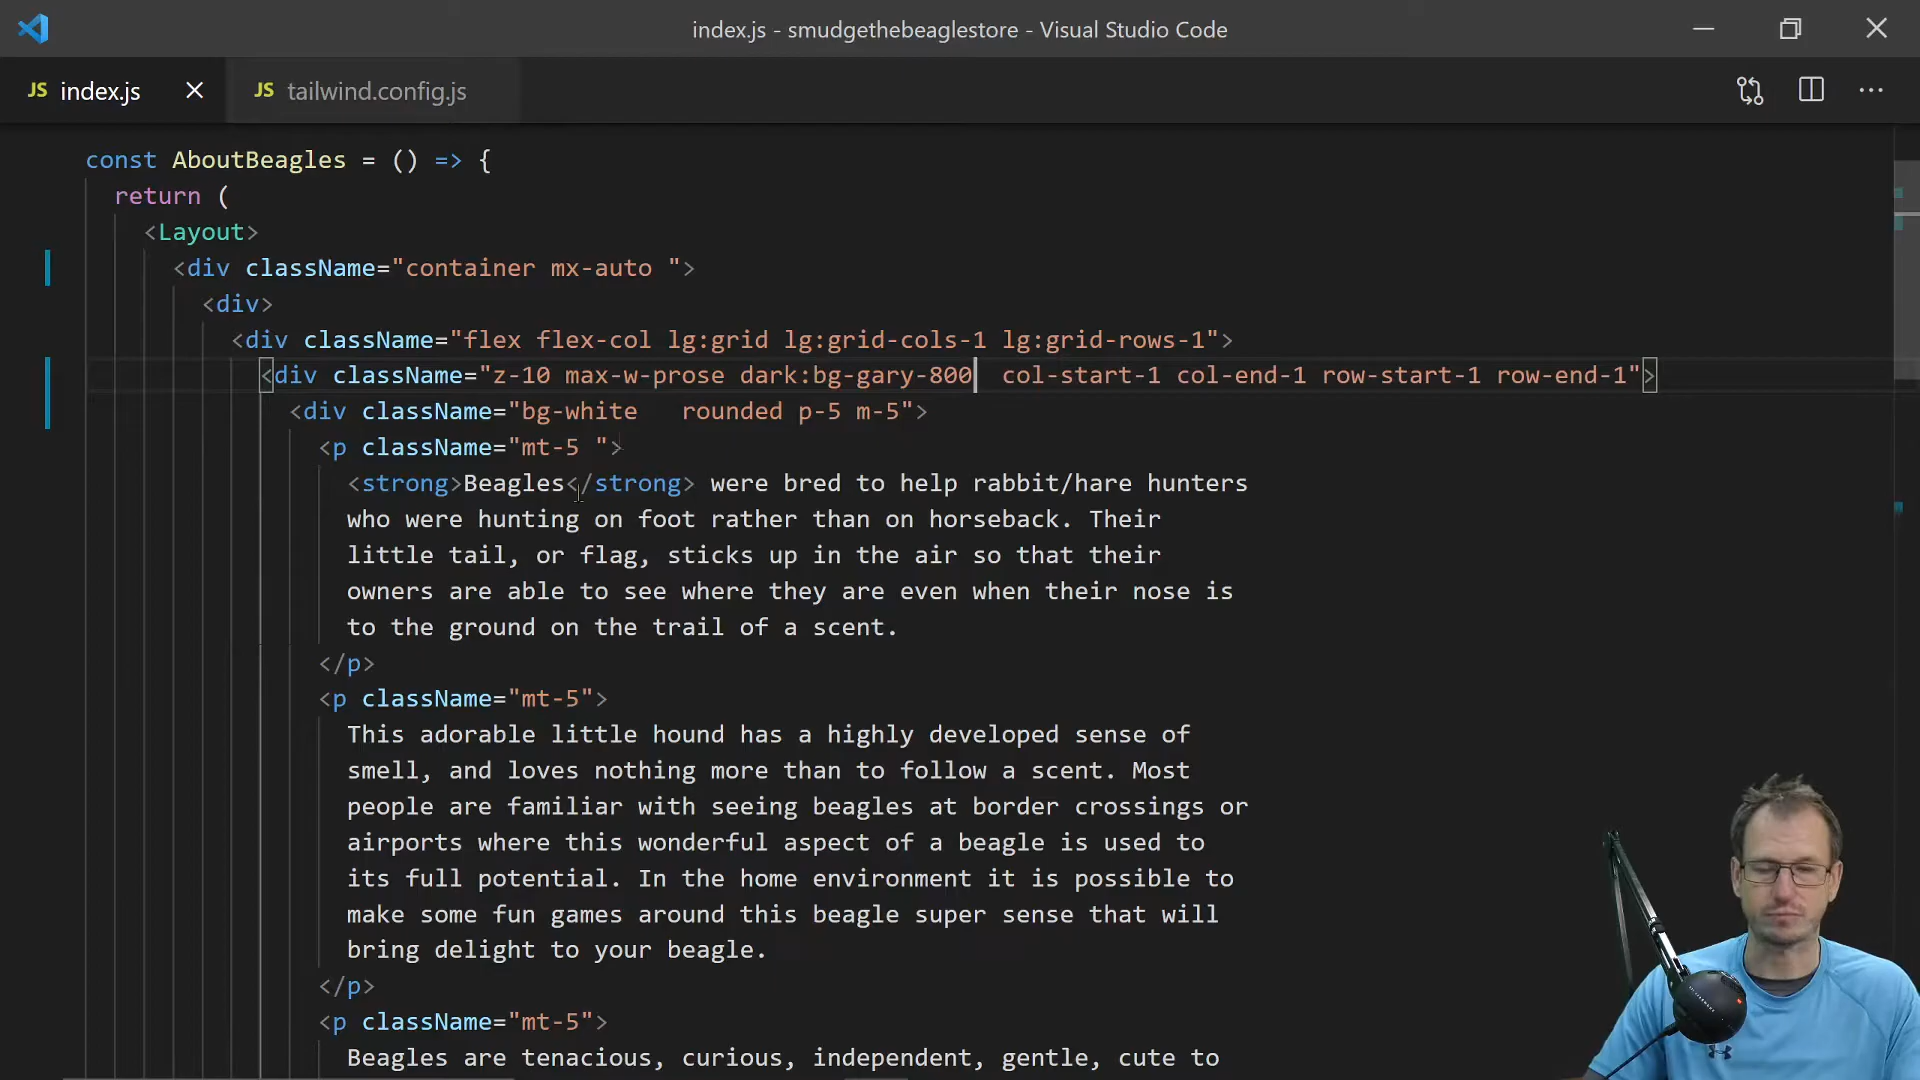 index.js - smudgethebeaglestore - Visual Studio Code
JS index.js
JS tailwind.config.js
const AboutBeagles = () => {
return (
<Layout>
<div className="container mx-auto ">
<div>
<div className="flex flex-col lg:grid lg:grid-cols-1 lg:grid-rows-1">
<div className="z-10 max-w-prose dark:bg-gary-800  col-start-1 col-end-1 row-start-1 row-end-1">
<div className="bg-white   rounded p-5 m-5">
<p className="mt-5 ">
<strong>Beagles</strong> were bred to help rabbit/hare hunters
who were hunting on foot rather than on horseback. Their
little tail, or flag, sticks up in the air so that their
owners are able to see where they are even when their nose is
to the ground on the trail of a scent.
</p>
<p className="mt-5">
This adorable little hound has a highly developed sense of
smell, and loves nothing more than to follow a scent. Most
people are familiar with seeing beagles at border crossings or
airports where this wonderful aspect of a beagle is used to
its full potential. In the home environment it is possible to
make some fun games around this beagle super sense that will
bring delight to your beagle.
</p>
<p className="mt-5">
Beagles are tenacious, curious, independent, gentle, cute to